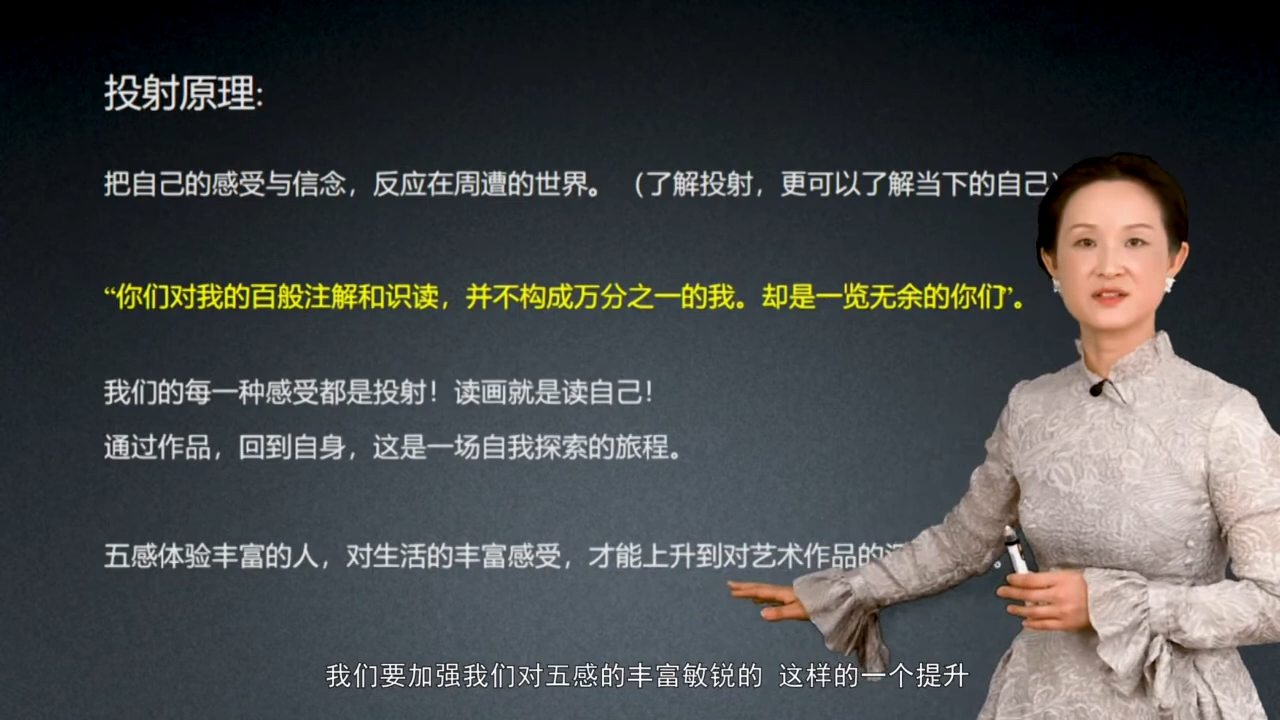 投射原理:
把自己的感受与信念，反应在周遭的世界。（了解投射，更可以了解当下的自己）
“你们对我的百般注解和识读，并不构成万分之一的我。却是一览无余的你们”。
我们的每一种感受都是投射！读画就是读自己！
通过作品，回到自身，这是一场自我探索的旅程。
五感体验丰富的人，对生活的丰富感受，才能上升到对艺术作品的
我们要加强我们对五感的丰富敏锐的 这样的一个提升